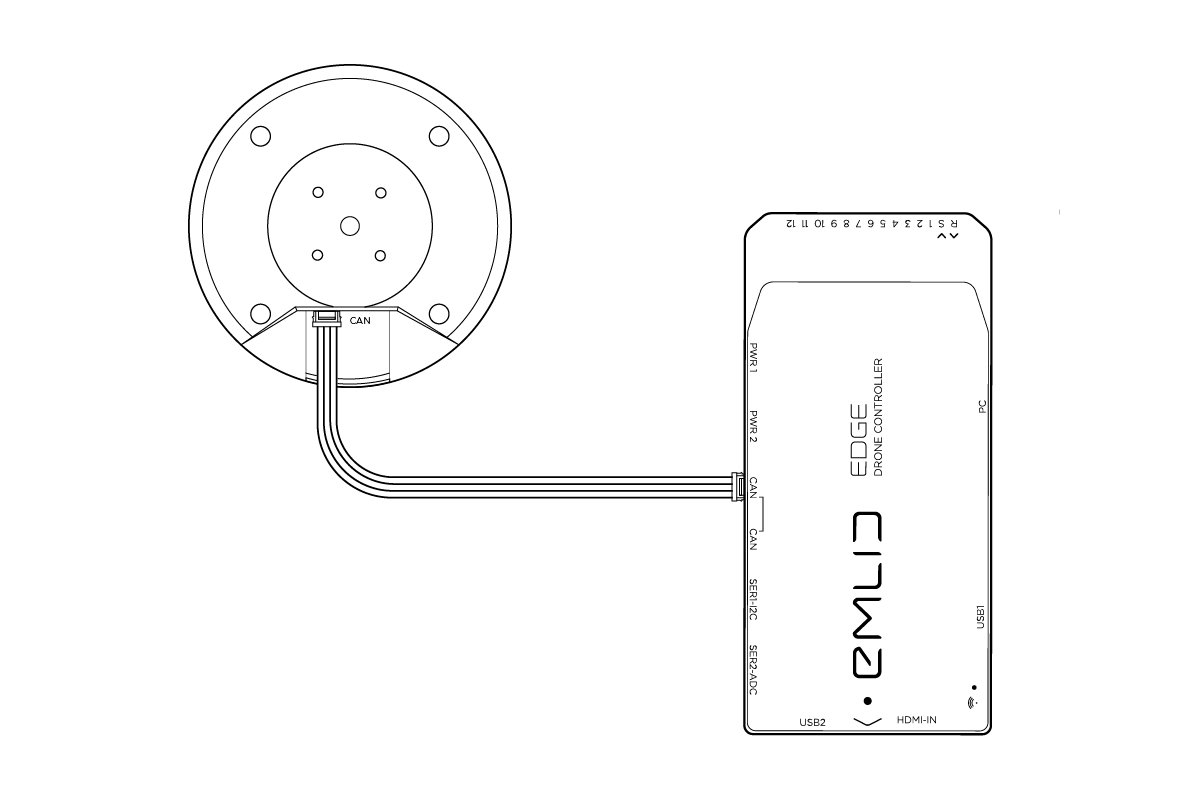 CAN
R S 1 2 3 4 5 6 7 8 9 10 11 12
PWR 1
PWR 2
CAN
CAN
SER1-I2C
SER2-ADC
EDGE
DRONE CONTROLLER
emlid
PC
USB1
USB2
HDMI-IN